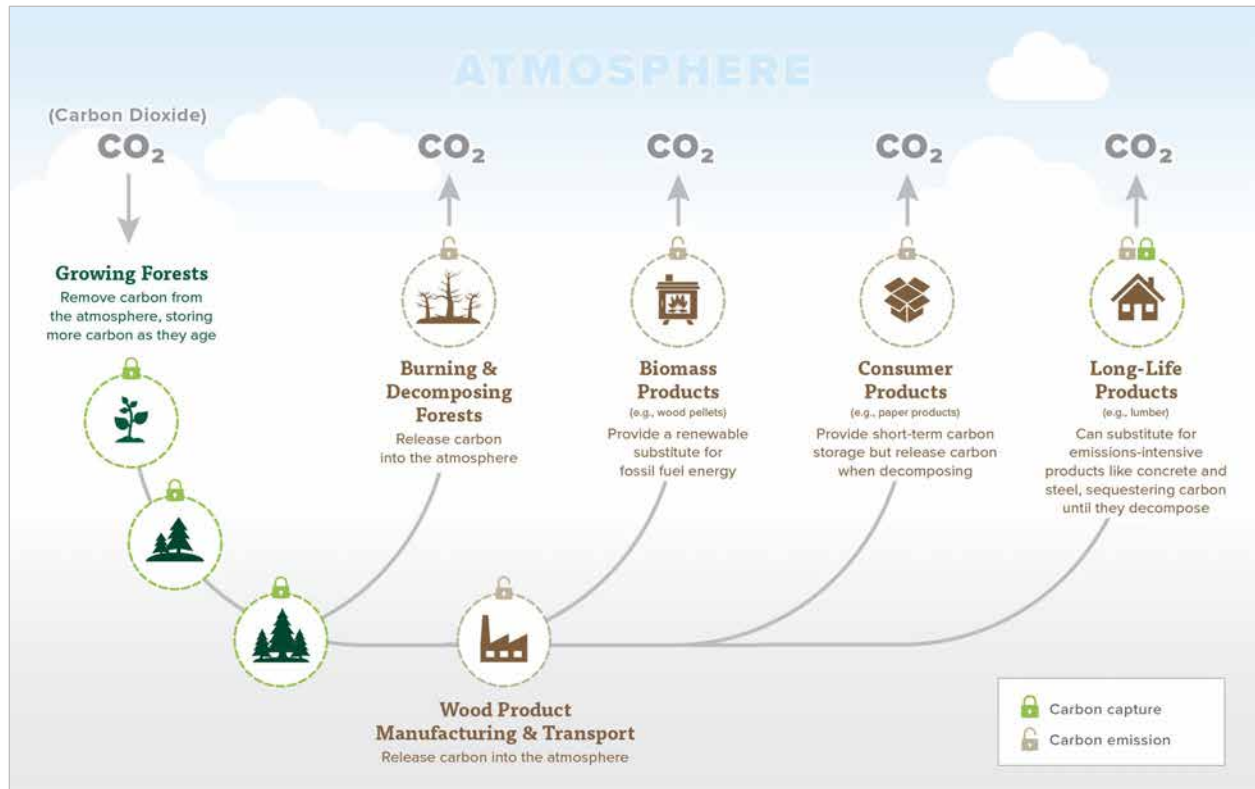 ATMOSPHERE
(Carbon Dioxide)
CO₂
CO₂
CO₂
CO₂
CO₂
Growing Forests
Remove carbon from
the atmosphere, storing
more carbon as they age
Burning &
Decomposing
Forests
Release carbon
into the atmosphere
Biomass
Products
(e.g., wood pellets)
Provide a renewable
substitute for
fossil fuel energy
Consumer
Products
(e.g., paper products)
Provide short-term carbon
storage but release carbon
when decomposing
Long-Life
Products
(e.g., lumber)
Can substitute for
emissions-intensive
products like concrete and
steel, sequestering carbon
until they decompose
Wood Product
Manufacturing & Transport
Release carbon into the atmosphere
Carbon capture
Carbon emission